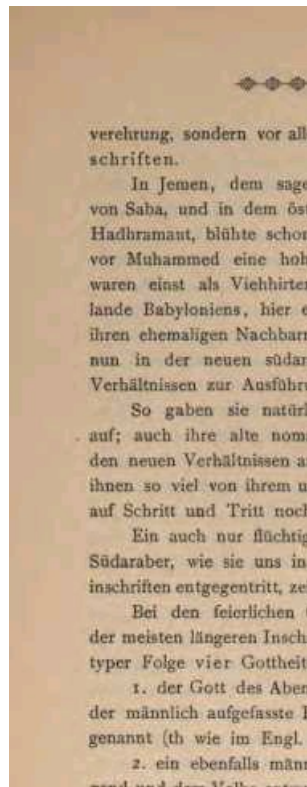 verehrung, sondern vor all
schriften.
In Jemen, dem sage
von Saba, und in dem öst
Hadhramaut, blühte schon
vor Muhammed eine hoh
waren einst als Viehhirten
lande Babyloniens, hier e
ihren ehemaligen Nachbarn
nun in der neuen südar
Verhältnissen zur Ausführu
So gaben sie natürl
auf; auch ihre alte nom
den neuen Verhältnissen a
ihnen so viel von ihrem u
auf Schritt und Tritt noch
Ein auch nur flüchtig
Südaraber, wie sie uns in
inschriften entgegentritt, ze
Bei den feierlichen
der meisten längeren Insch
typer Folge vier Gottheit
1. der Gott des Aben
der männlich aufgefasste
genannt (th wie im Engl.
2. ein ebenfalls männ